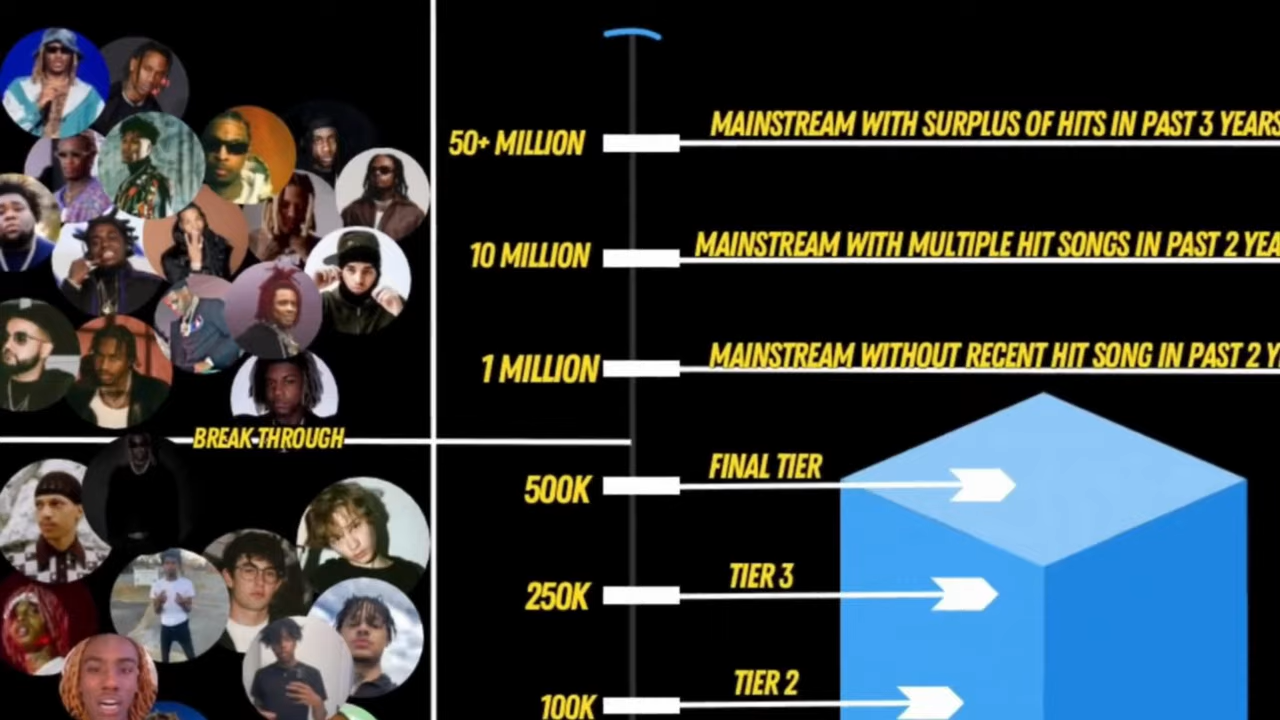 50+ MILLION
MAINSTREAM WITH SURPLUS OF HITS IN PAST 3 YEARS
10 MILLION
MAINSTREAM WITH MULTIPLE HIT SONGS IN PAST 2 YEA
1 MILLION
MAINSTREAM WITHOUT RECENT HIT SONG IN PAST 2 Y
BREAK THROUGH
500K
FINAL TIER
250K
TIER 3
100K
TIER 2